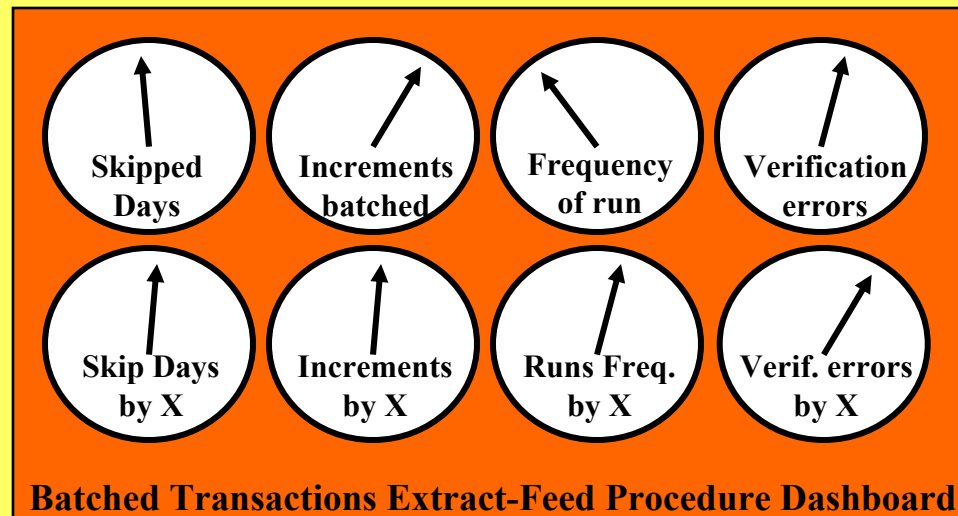 Skipped
Days
Increments
batched
Frequency
of run
Verification
errors
Skip Days
by X
Increments
by X
Runs Freq.
by X
Verif. errors
by X
Batched Transactions Extract-Feed Procedure Dashboard